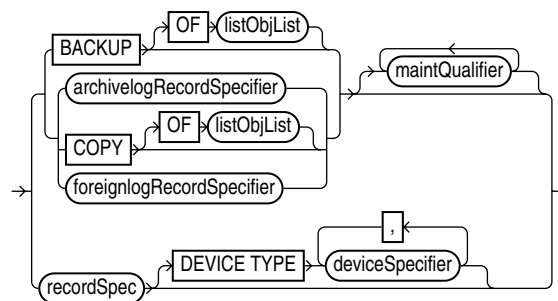 OF listObjList
BACKUP
maintQualifier
archivelogRecordSpecifier
OF listObjList
COPY
foreignlogRecordSpecifier
,
DEVICE TYPE deviceSpecifier
recordSpec